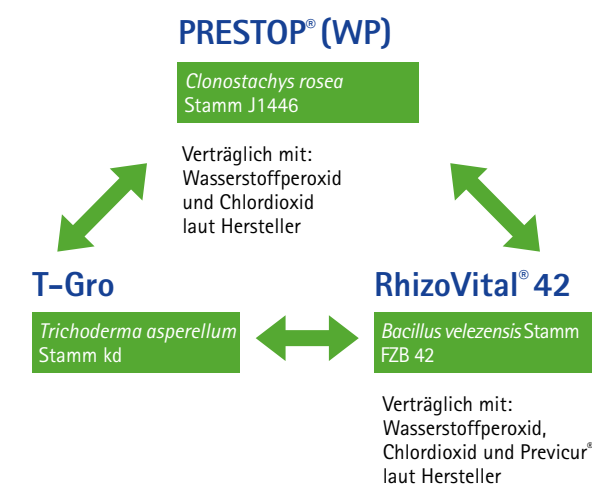 PRESTOP® (WP)
Clonostachys rosea
Stamm J1446
Verträglich mit:
Wasserstoffperoxid
und Chlordioxid
laut Hersteller
T-Gro
Trichoderma asperellum
Stamm kd
RhizoVital® 42
Bacillus velezensis Stamm
FZB 42
Verträglich mit:
Wasserstoffperoxid,
Chlordioxid und Previcur®
laut Hersteller